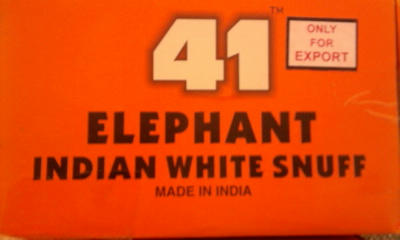 41™
ONLY
FOR
EXPORT
ELEPHANT
INDIAN WHITE SNUFF
MADE IN INDIA